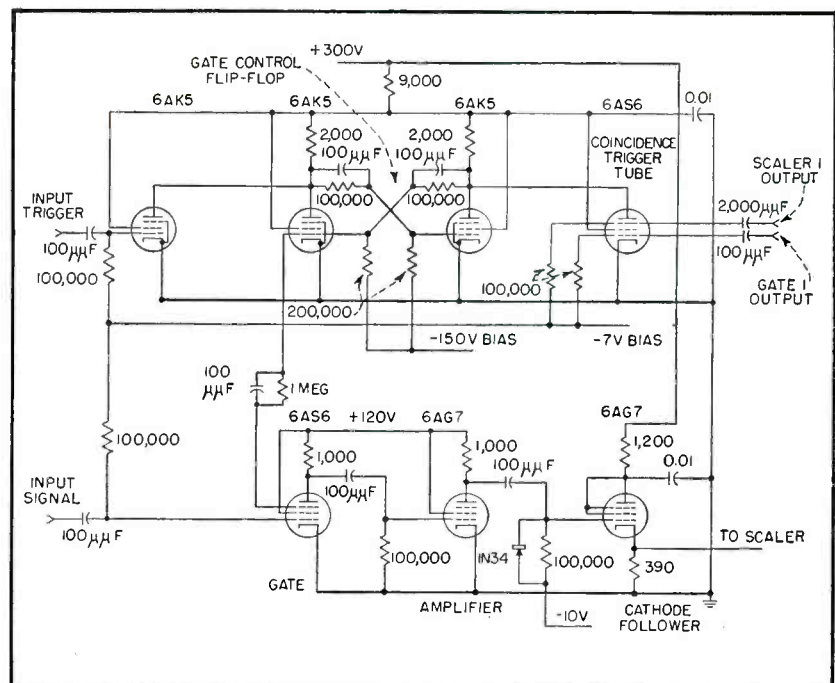 +300V
GATE CONTROL
FLIP-FLOP
9,000
6AK5
6AK5
6AK5
6AS6
0.01
2,000
100μμF
2,000
100μμF
COINCIDENCE
TRIGGER
TUBE
SCALER 1
OUTPUT
INPUT
TRIGGER
100,000
100,000
2,000μμF
100μμF
100μμF
100,000
100,000
GATE 1
OUTPUT
200,000
-150V BIAS
-7V BIAS
100
μμF
1 MEG
6AS6
+120V
6AG7
6AG7
100,000
1,000
100μμF
1,000
100μμF
1,200
0.01
INPUT
SIGNAL
100μμF
TO SCALER
100,000
1N34
100,000
390
GATE
AMPLIFIER
-10V
CATHODE
FOLLOWER